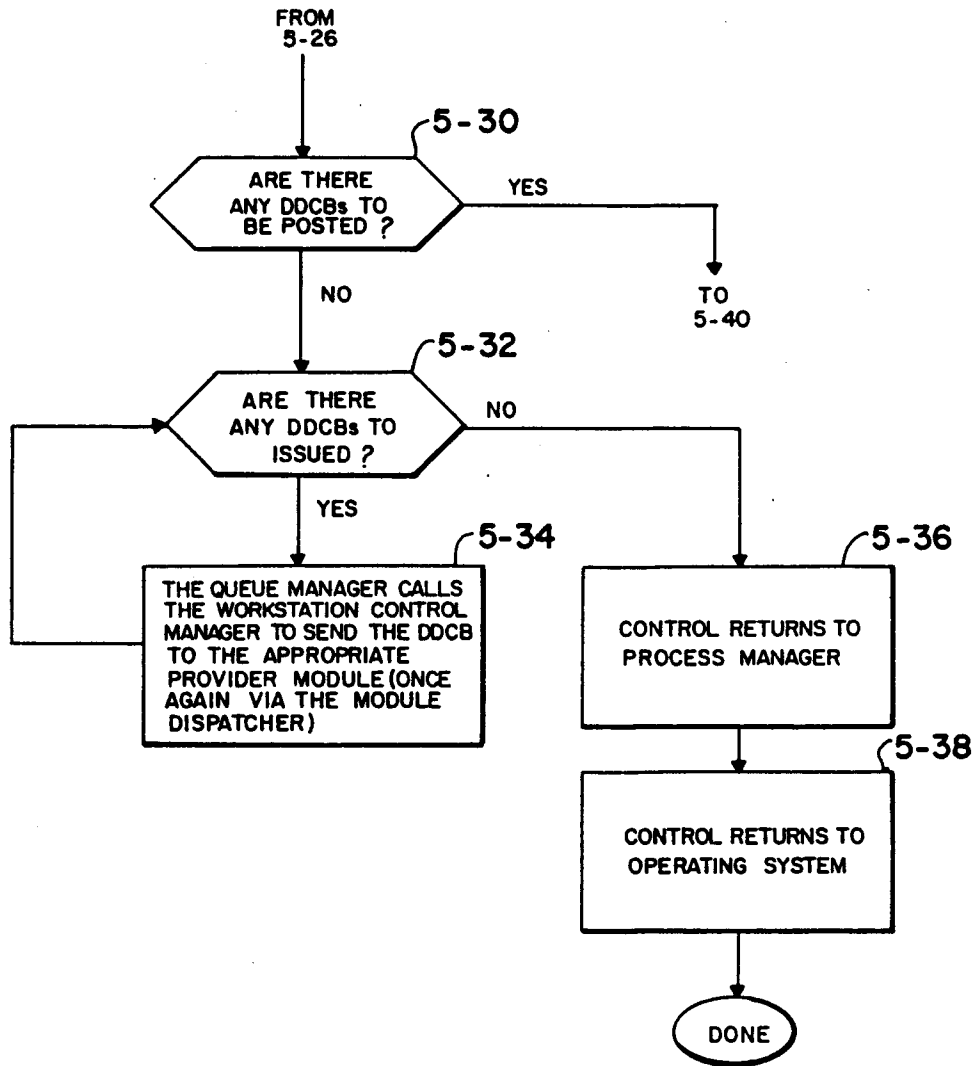 FROM
5-26
5-30
ARE THERE
ANY DDCBs TO
BE POSTED ?
YES
TO
5-40
NO
5-32
ARE THERE
ANY DDCBs TO
ISSUED ?
NO
YES
5-34
THE QUEUE MANAGER CALLS
THE WORKSTATION CONTROL
MANAGER TO SEND THE DDCB
TO THE APPROPRIATE
PROVIDER MODULE (ONCE
AGAIN VIA THE MODULE
DISPATCHER)
5-36
CONTROL RETURNS TO
PROCESS MANAGER
5-38
CONTROL RETURNS TO
OPERATING SYSTEM
DONE